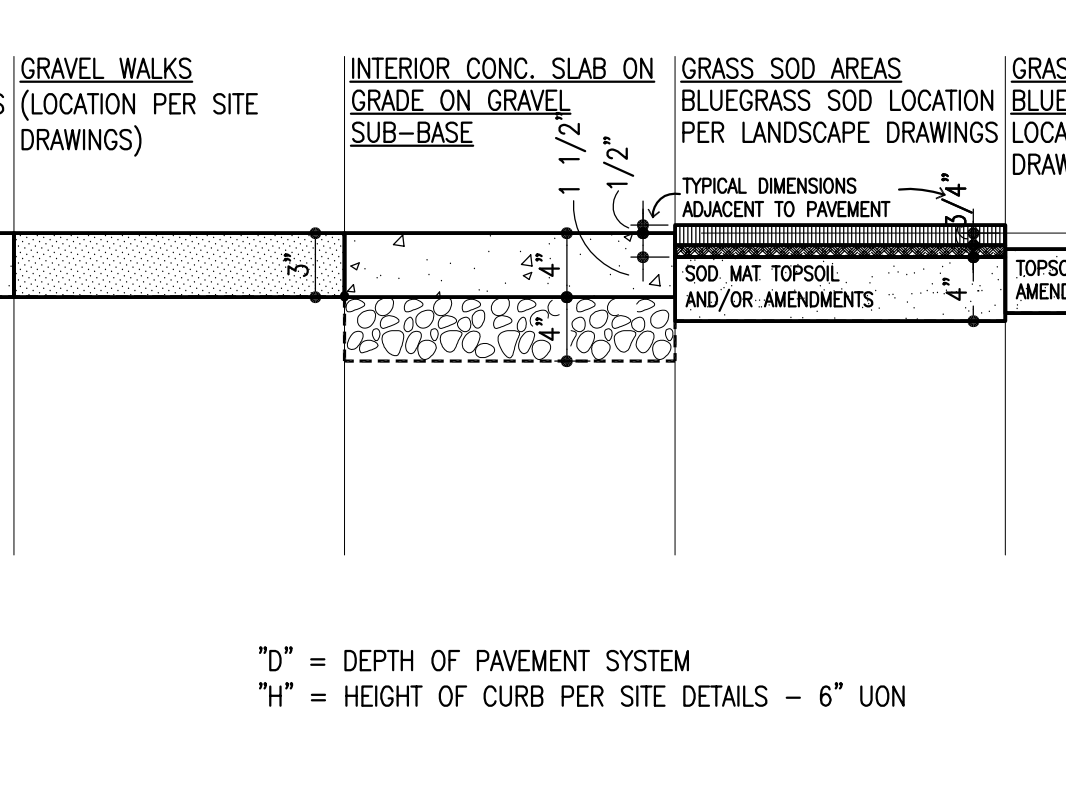 GRAVEL WALKS
(LOCATION PER SITE
DRAWINGS)
INTERIOR CONC. SLAB ON
GRADE ON GRAVEL
SUB-BASE
GRASS SOD AREAS
BLUEGRASS SOD LOCATION
PER LANDSCAPE DRAWINGS
GRAS
BLUE
LOCA
DRAW
S
1 1/2"
1/2"
TYPICAL DIMENSIONS
ADJACENT TO PAVEMENT
3/4"
3"
4"
4"
SOD MAT TOPSOIL
AND/OR AMENDMENTS
4"
TOPSO
AMEND
"D" = DEPTH OF PAVEMENT SYSTEM
"H" = HEIGHT OF CURB PER SITE DETAILS - 6" UON